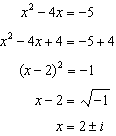 x² − 4x = −5
x² − 4x + 4 = −5 + 4
(x − 2)² = −1
x − 2 = √−1
x = 2 ± i